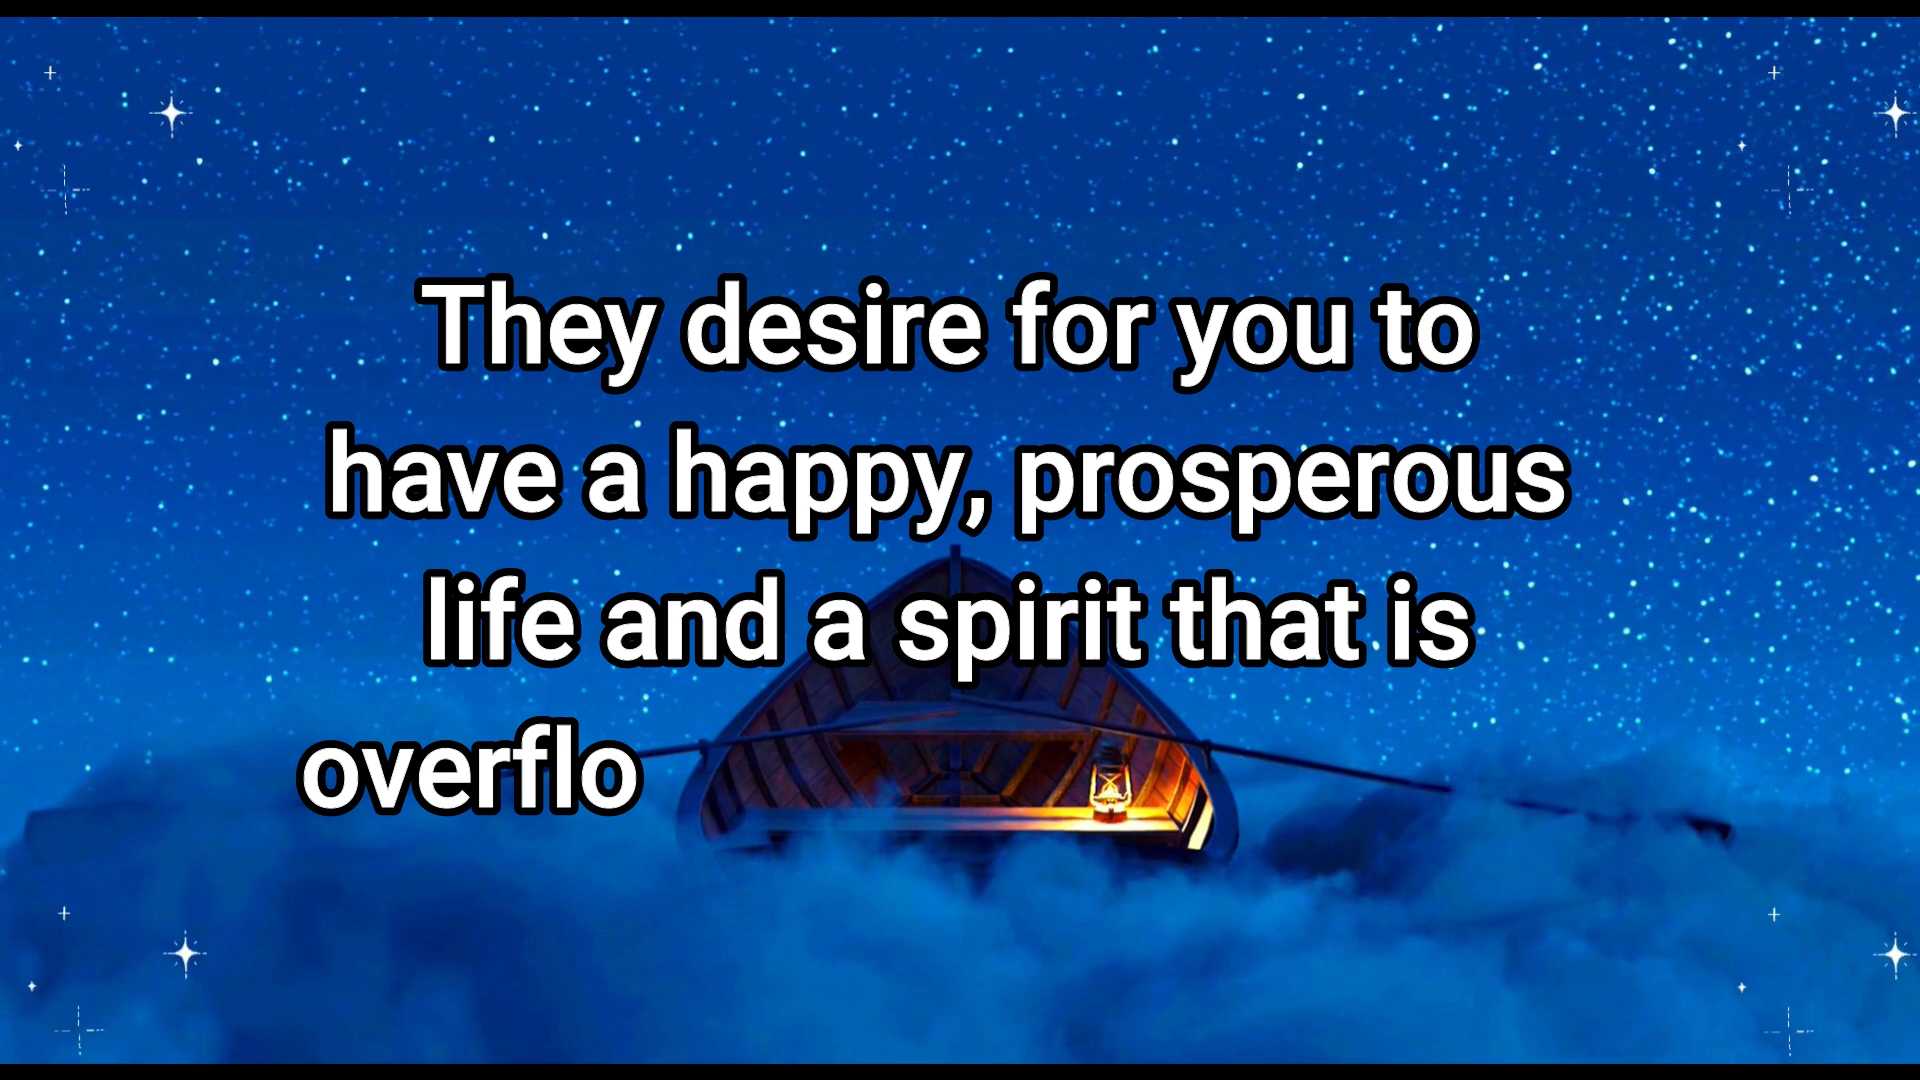 They desire for you to
have a happy, prosperous
life and a spirit that is
overflo